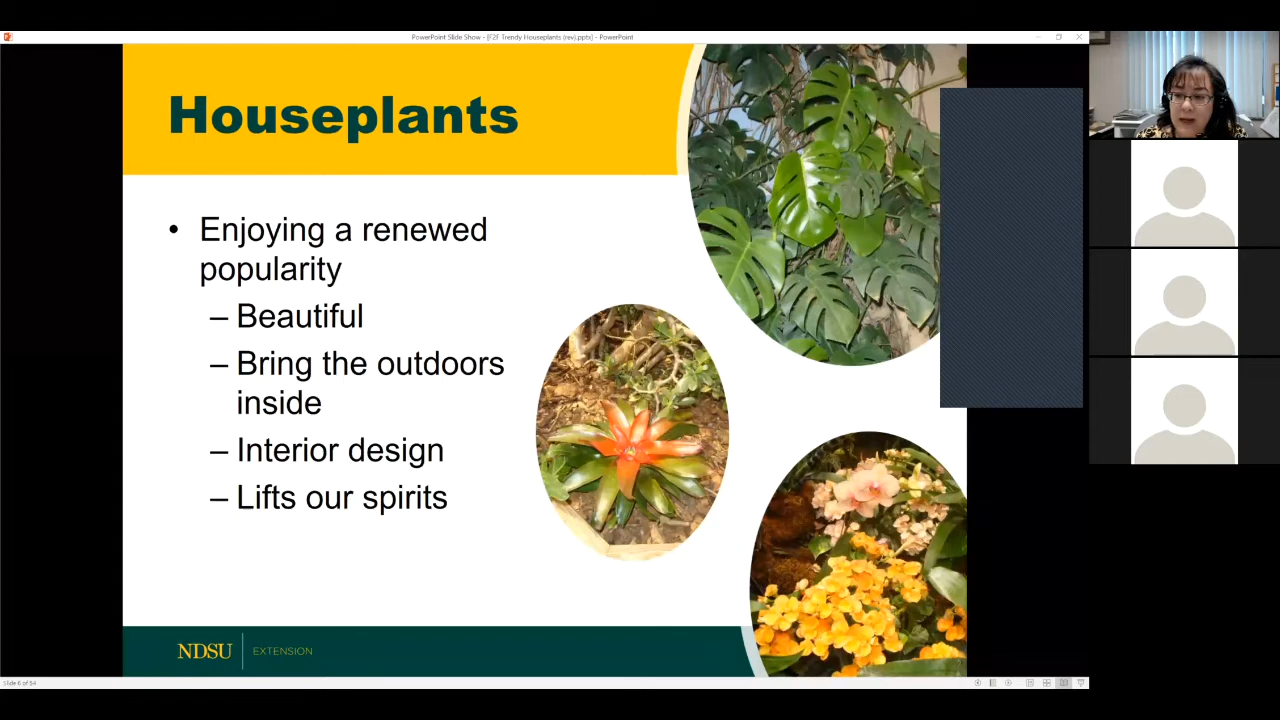 PowerPoint Slide Show - [F2F Trendy Houseplants (rev).pptx] - PowerPoint
Houseplants
• Enjoying a renewed
popularity
– Beautiful
– Bring the outdoors
inside
– Interior design
– Lifts our spirits
NDSU EXTENSION
Slide 6 of 54